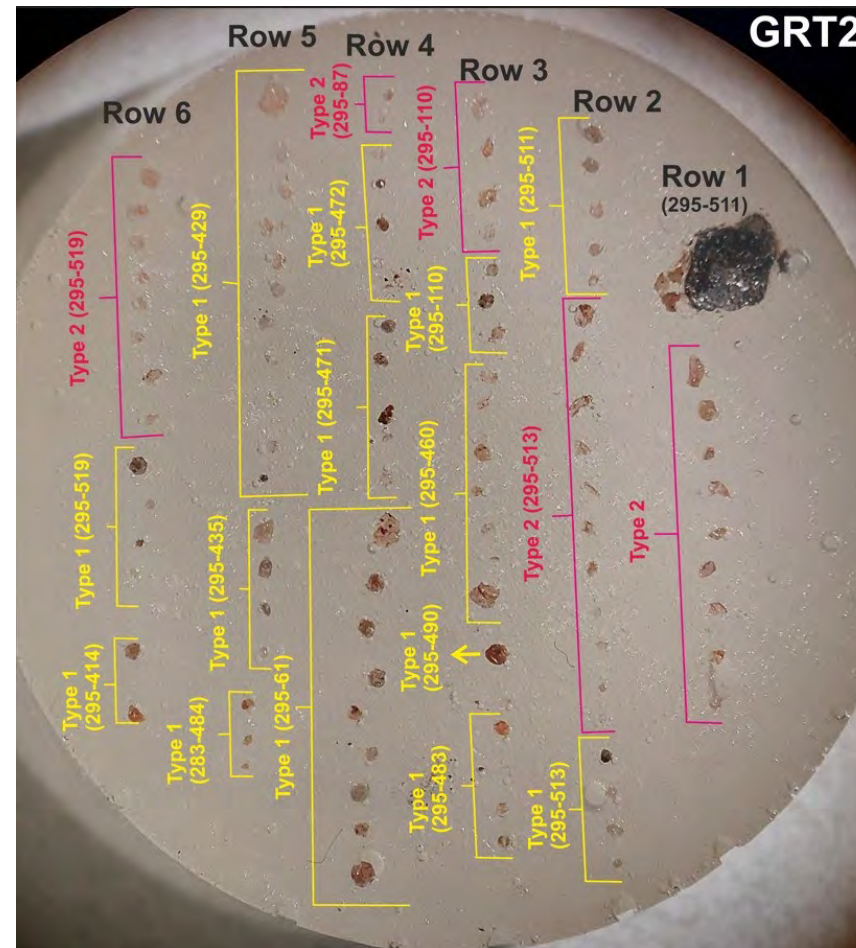 GRT2
Row 1
(295-511)
Type 2
Row 2
Type 1 (295-511)
Type 2 (295-513)
Type 1
(295-513)
Row 3
Type 2 (295-110)
Type 1
(295-110)
Type 1 (295-460)
Type 1
(295-490)
Type 1
(295-483)
Row 4
Type 2
(295-87)
Type 1
(295-472)
Type 1 (295-471)
Type 1 (295-61)
Row 5
Type 1 (295-429)
Type 1 (295-435)
Type 1
(283-484)
Row 6
Type 2 (295-519)
Type 1 (295-519)
Type 1
(295-414)